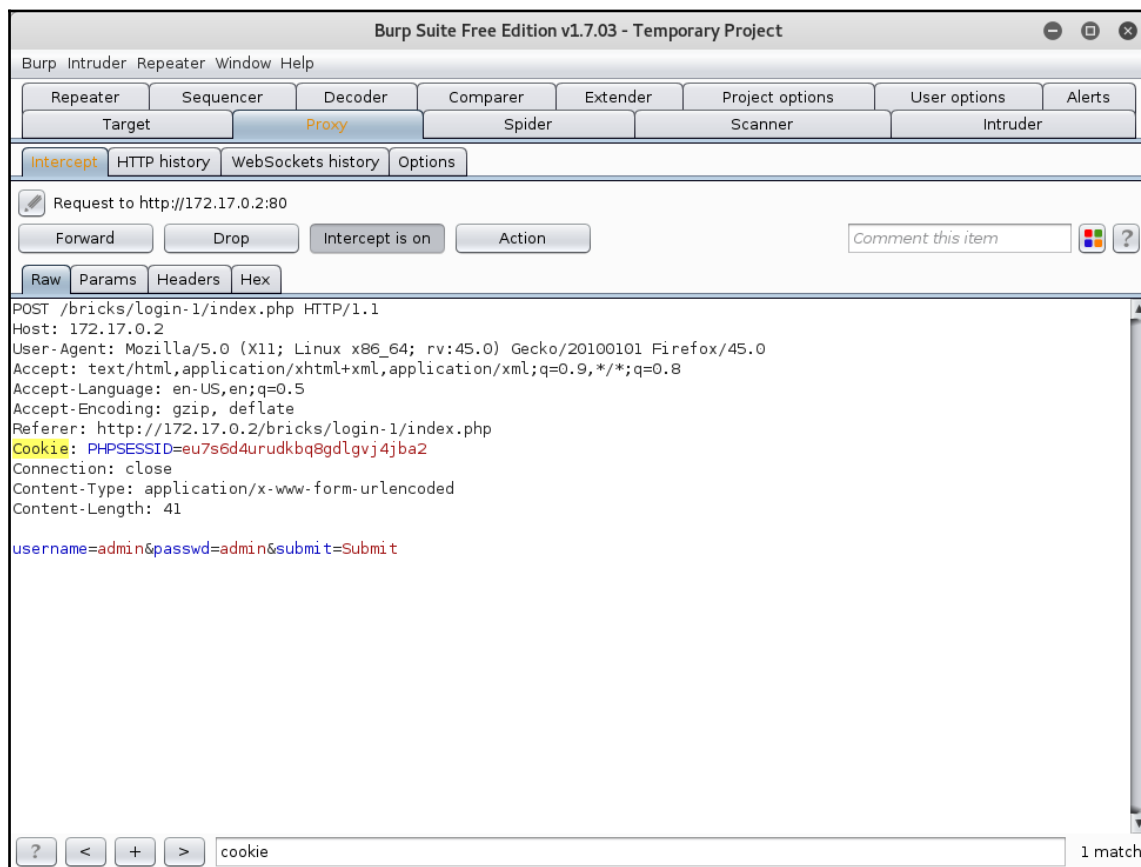 Burp Suite Free Edition v1.7.03 - Temporary Project
Burp Intruder Repeater Window Help
Repeater Sequencer Decoder Comparer Extender Project options User options Alerts
Target Proxy Spider Scanner Intruder
Intercept HTTP history WebSockets history Options
Request to http://172.17.0.2:80
Forward Drop Intercept is on Action Comment this item ?
Raw Params Headers Hex
POST /bricks/login-1/index.php HTTP/1.1
Host: 172.17.0.2
User-Agent: Mozilla/5.0 (X11; Linux x86_64; rv:45.0) Gecko/20100101 Firefox/45.0
Accept: text/html,application/xhtml+xml,application/xml;q=0.9,*/*;q=0.8
Accept-Language: en-US,en;q=0.5
Accept-Encoding: gzip, deflate
Referer: http://172.17.0.2/bricks/login-1/index.php
Cookie: PHPSESSID=eu7s6d4urudkbq8gdlgvj4jba2
Connection: close
Content-Type: application/x-www-form-urlencoded
Content-Length: 41
username=admin&passwd=admin&submit=Submit
? < + > cookie 1 match